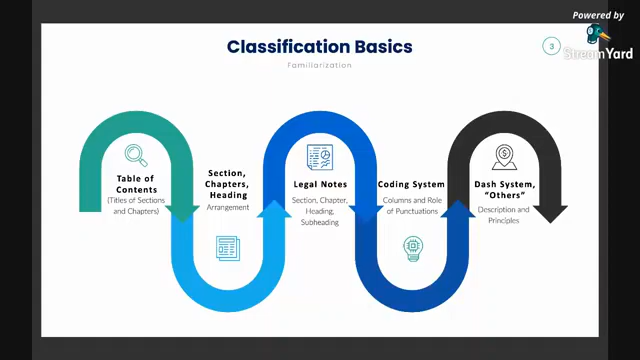 Powered by
StreamYard
Classification Basics
Familiarization
3
Table of
Contents
(Titles of Sections
and Chapters)
Section,
Chapters,
Heading
Arrangement
Legal Notes
Section, Chapter,
Heading,
Subheading
Coding System
Columns and Role
of Punctuations
Dash System,
“Others”
Description and
Principles